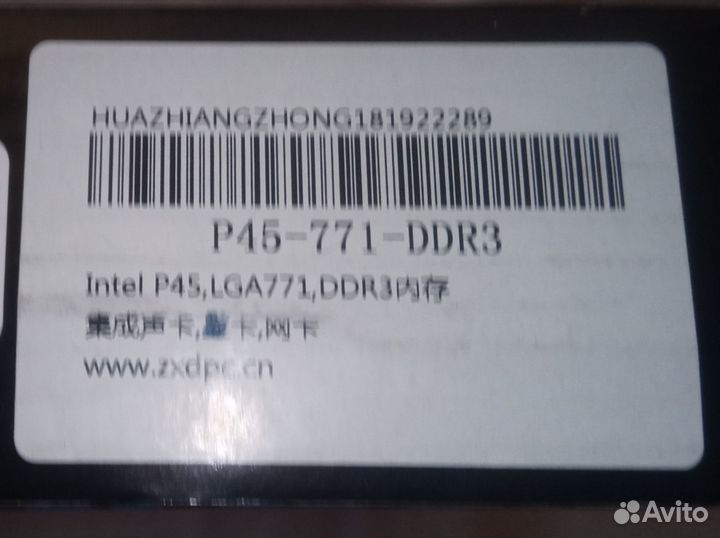 HUAZHIANGZHONG181922289
P45-771-DDR3
Intel P45,LGA771,DDR3内存
集成声卡,卡,网卡
www.zxdpc.cn
Avito